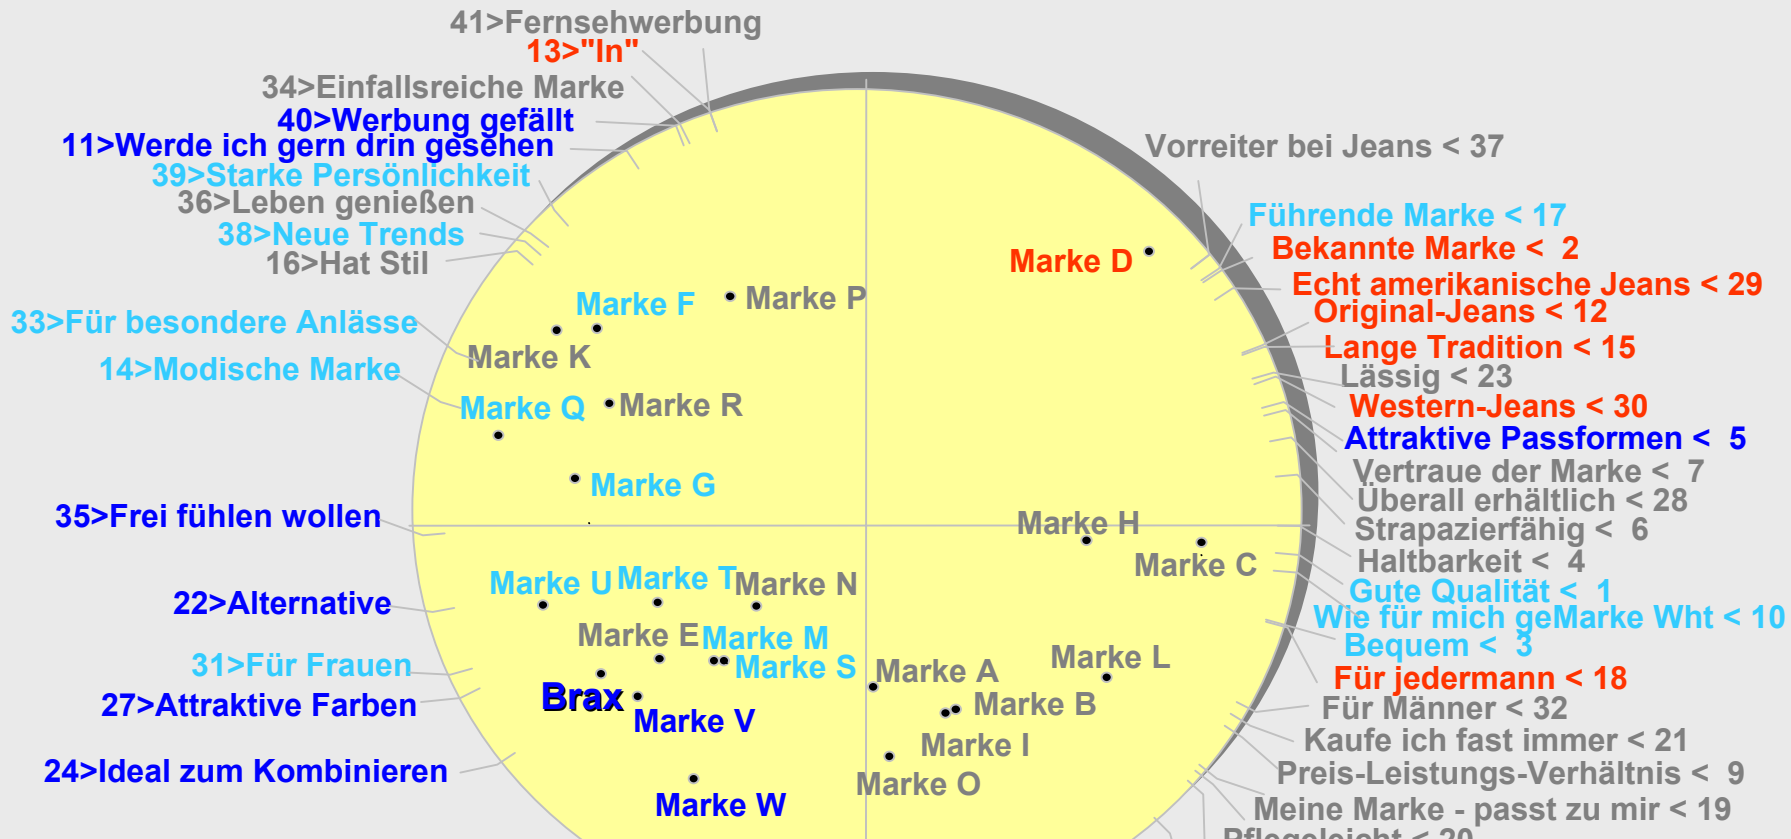 41>Fernsehwerbung
13>"In"
34>Einfallsreiche Marke
40>Werbung gefällt
11>Werde ich gern drin gesehen
39>Starke Persönlichkeit
36>Leben genießen
38>Neue Trends
16>Hat Stil
33>Für besondere Anlässe
14>Modische Marke
35>Frei fühlen wollen
22>Alternative
31>Für Frauen
27>Attraktive Farben
24>Ideal zum Kombinieren
Marke D
Marke F
Marke P
Marke K
Marke Q
Marke R
Marke G
Marke H
Marke C
Marke U
Marke T
Marke N
Marke E
Marke M
Marke S
Brax
Marke V
Marke W
Marke A
Marke L
Marke B
Marke I
Marke O
Vorreiter bei Jeans < 37
Führende Marke < 17
Bekannte Marke < 2
Echt amerikanische Jeans < 29
Original-Jeans < 12
Lange Tradition < 15
Lässig < 23
Western-Jeans < 30
Attraktive Passformen < 5
Vertraue der Marke < 7
Überall erhältlich < 28
Strapazierfähig < 6
Haltbarkeit < 4
Gute Qualität < 1
Wie für mich geMarke Wht < 10
Bequem < 3
Für jedermann < 18
Für Männer < 32
Kaufe ich fast immer < 21
Preis-Leistungs-Verhältnis < 9
Meine Marke - passt zu mir < 19
Pflegeleicht < 20